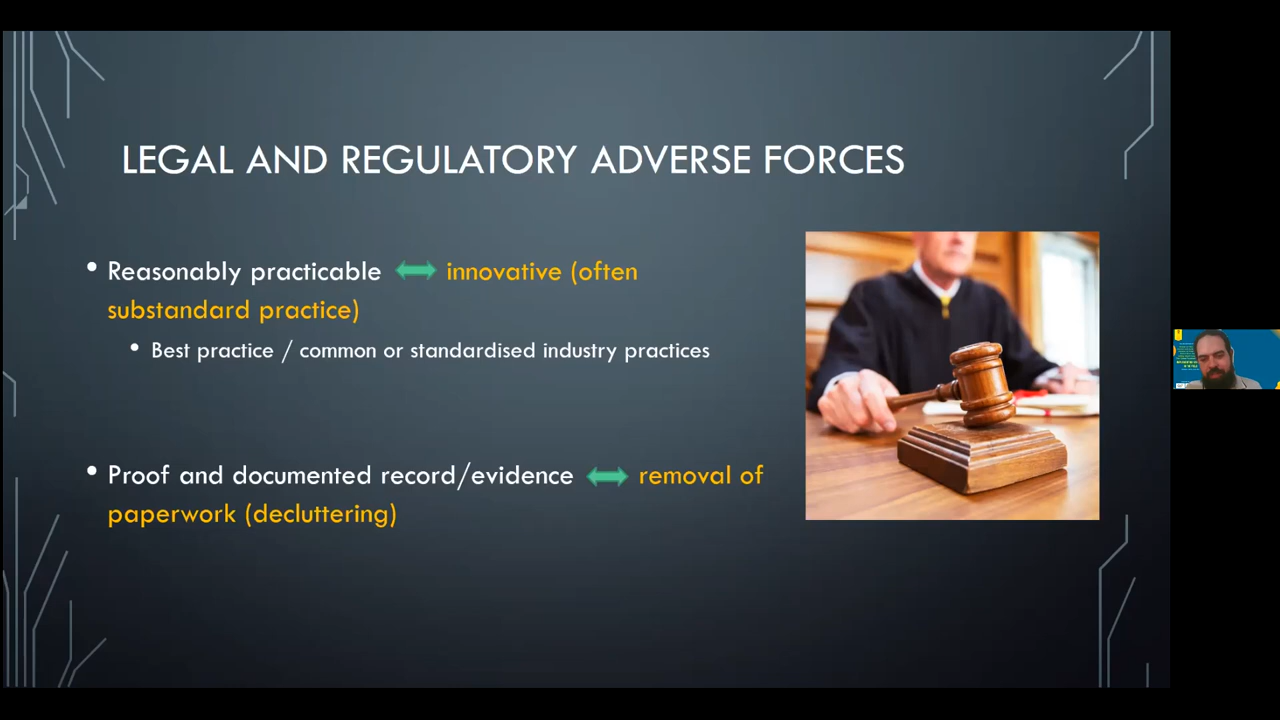 LEGAL AND REGULATORY ADVERSE FORCES
• Reasonably practicable innovative (often
substandard practice)
• Best practice / common or standardised industry practices
• Proof and documented record/evidence removal of
paperwork (decluttering)